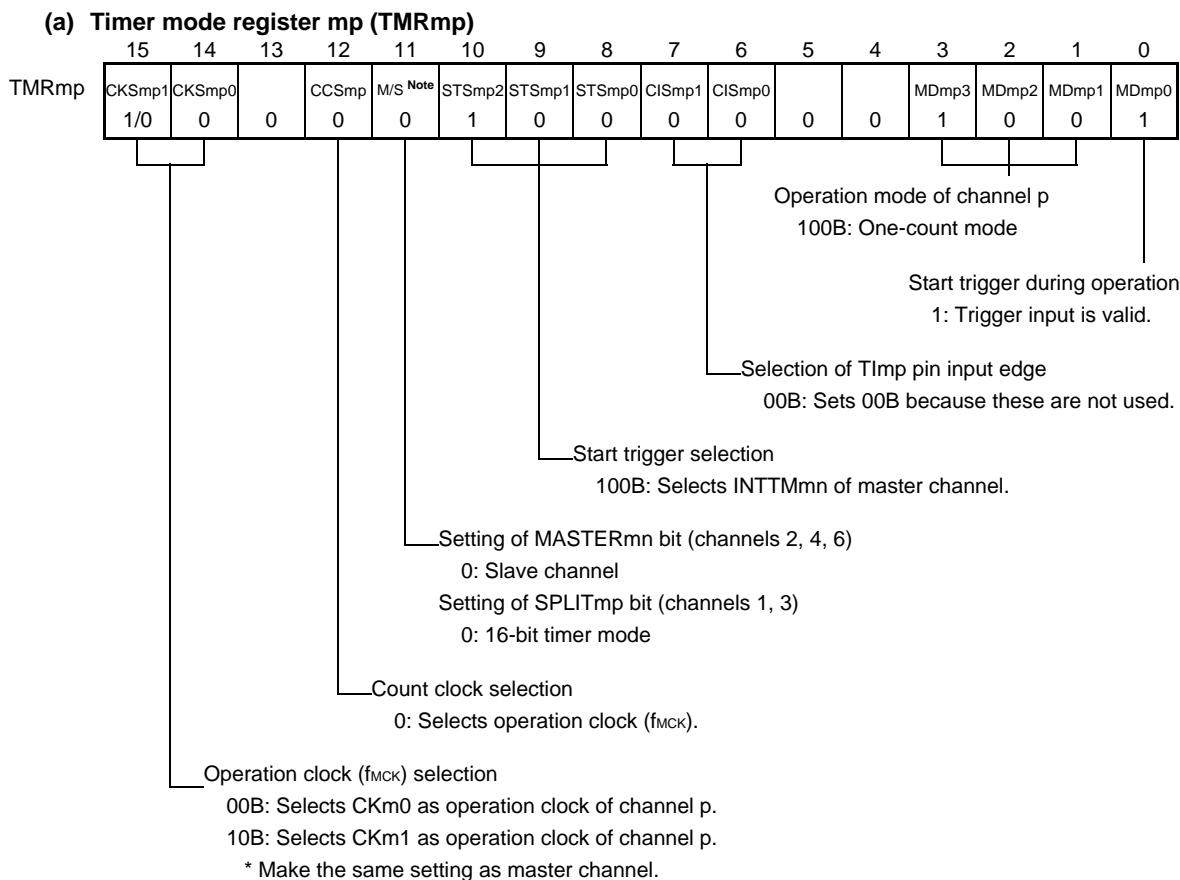 (a) Timer mode register mp (TMRmp)
15 14 13 12 11 10 9 8 7 6 5 4 3 2 1 0
TMRmp CKSmp1 CKSmp0 CCSmp M/S Note STSmp2 STSmp1 STSmp0 CISmp1 CISmp0 MDmp3 MDmp2 MDmp1 MDmp0
1/0 0 0 0 0 1 0 0 0 0 0 0 1 0 0 1
Operation mode of channel p
100B: One-count mode
Start trigger during operation
1: Trigger input is valid.
Selection of TImp pin input edge
00B: Sets 00B because these are not used.
Start trigger selection
100B: Selects INTTMmn of master channel.
Setting of MASTERmn bit (channels 2, 4, 6)
0: Slave channel
Setting of SPLITmp bit (channels 1, 3)
0: 16-bit timer mode
Count clock selection
0: Selects operation clock (fMCK).
Operation clock (fMCK) selection
00B: Selects CKm0 as operation clock of channel p.
10B: Selects CKm1 as operation clock of channel p.
* Make the same setting as master channel.